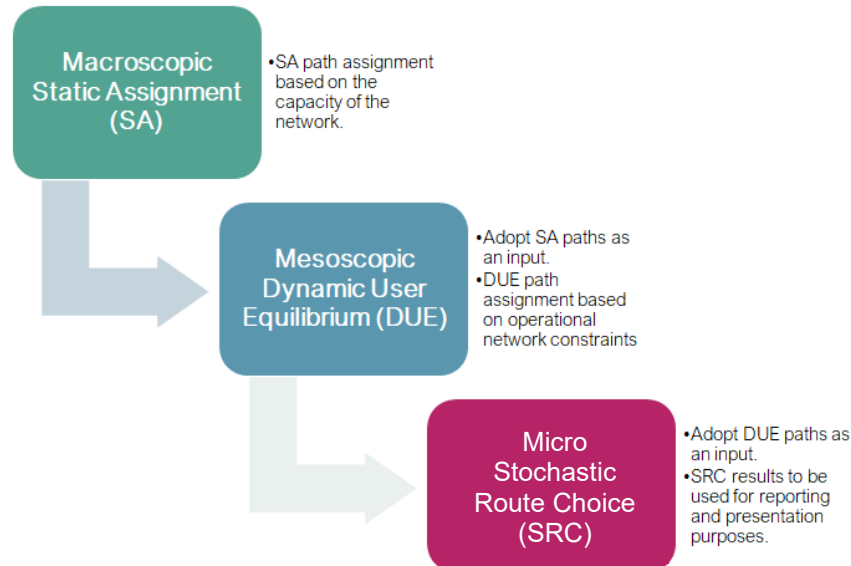 Macroscopic
Static Assignment
(SA)
•SA path assignment
based on the
capacity of the
network.
Mesoscopic
Dynamic User
Equilibrium (DUE)
•Adopt SA paths as
an input.
•DUE path
assignment based
on operational
network constraints
Micro
Stochastic
Route Choice
(SRC)
•Adopt DUE paths as
an input.
•SRC results to be
used for reporting
and presentation
purposes.